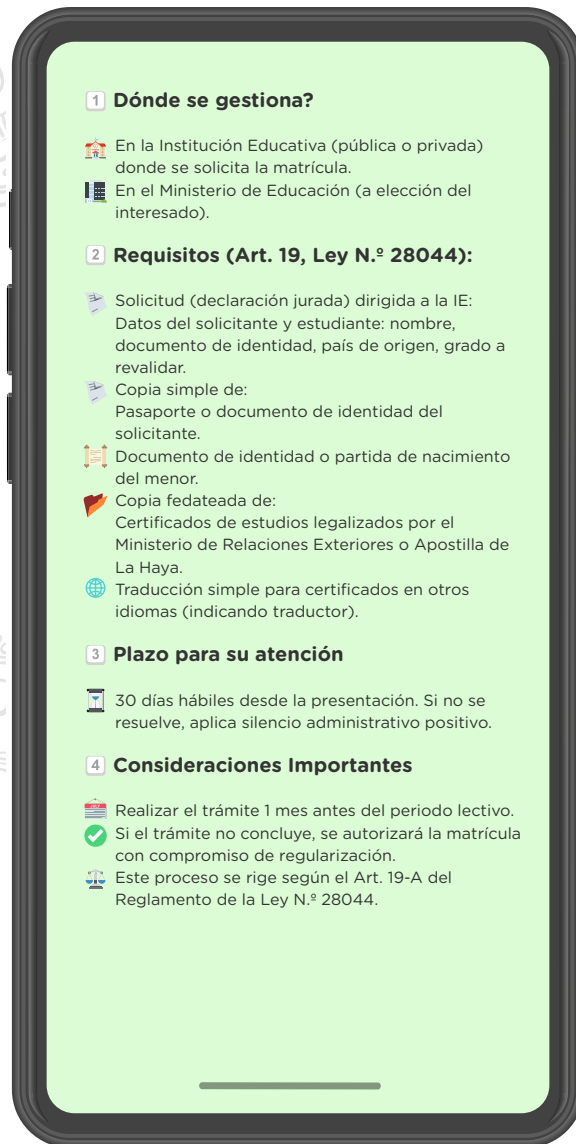 1 Dónde se gestiona?
En la Institución Educativa (pública o privada)
donde se solicita la matrícula.
En el Ministerio de Educación (a elección del
interesado).
2 Requisitos (Art. 19, Ley N.º 28044):
Solicitud (declaración jurada) dirigida a la IE:
Datos del solicitante y estudiante: nombre,
documento de identidad, país de origen, grado a
revalidar.
Copia simple de:
Pasaporte o documento de identidad del
solicitante.
Documento de identidad o partida de nacimiento
del menor.
Copia fedateada de:
Certificados de estudios legalizados por el
Ministerio de Relaciones Exteriores o Apostilla de
La Haya.
Traducción simple para certificados en otros
idiomas (indicando traductor).
3 Plazo para su atención
30 días hábiles desde la presentación. Si no se
resuelve, aplica silencio administrativo positivo.
4 Consideraciones Importantes
Realizar el trámite 1 mes antes del periodo lectivo.
Si el trámite no concluye, se autorizará la matrícula
con compromiso de regularización.
Este proceso se rige según el Art. 19-A del
Reglamento de la Ley N.º 28044.